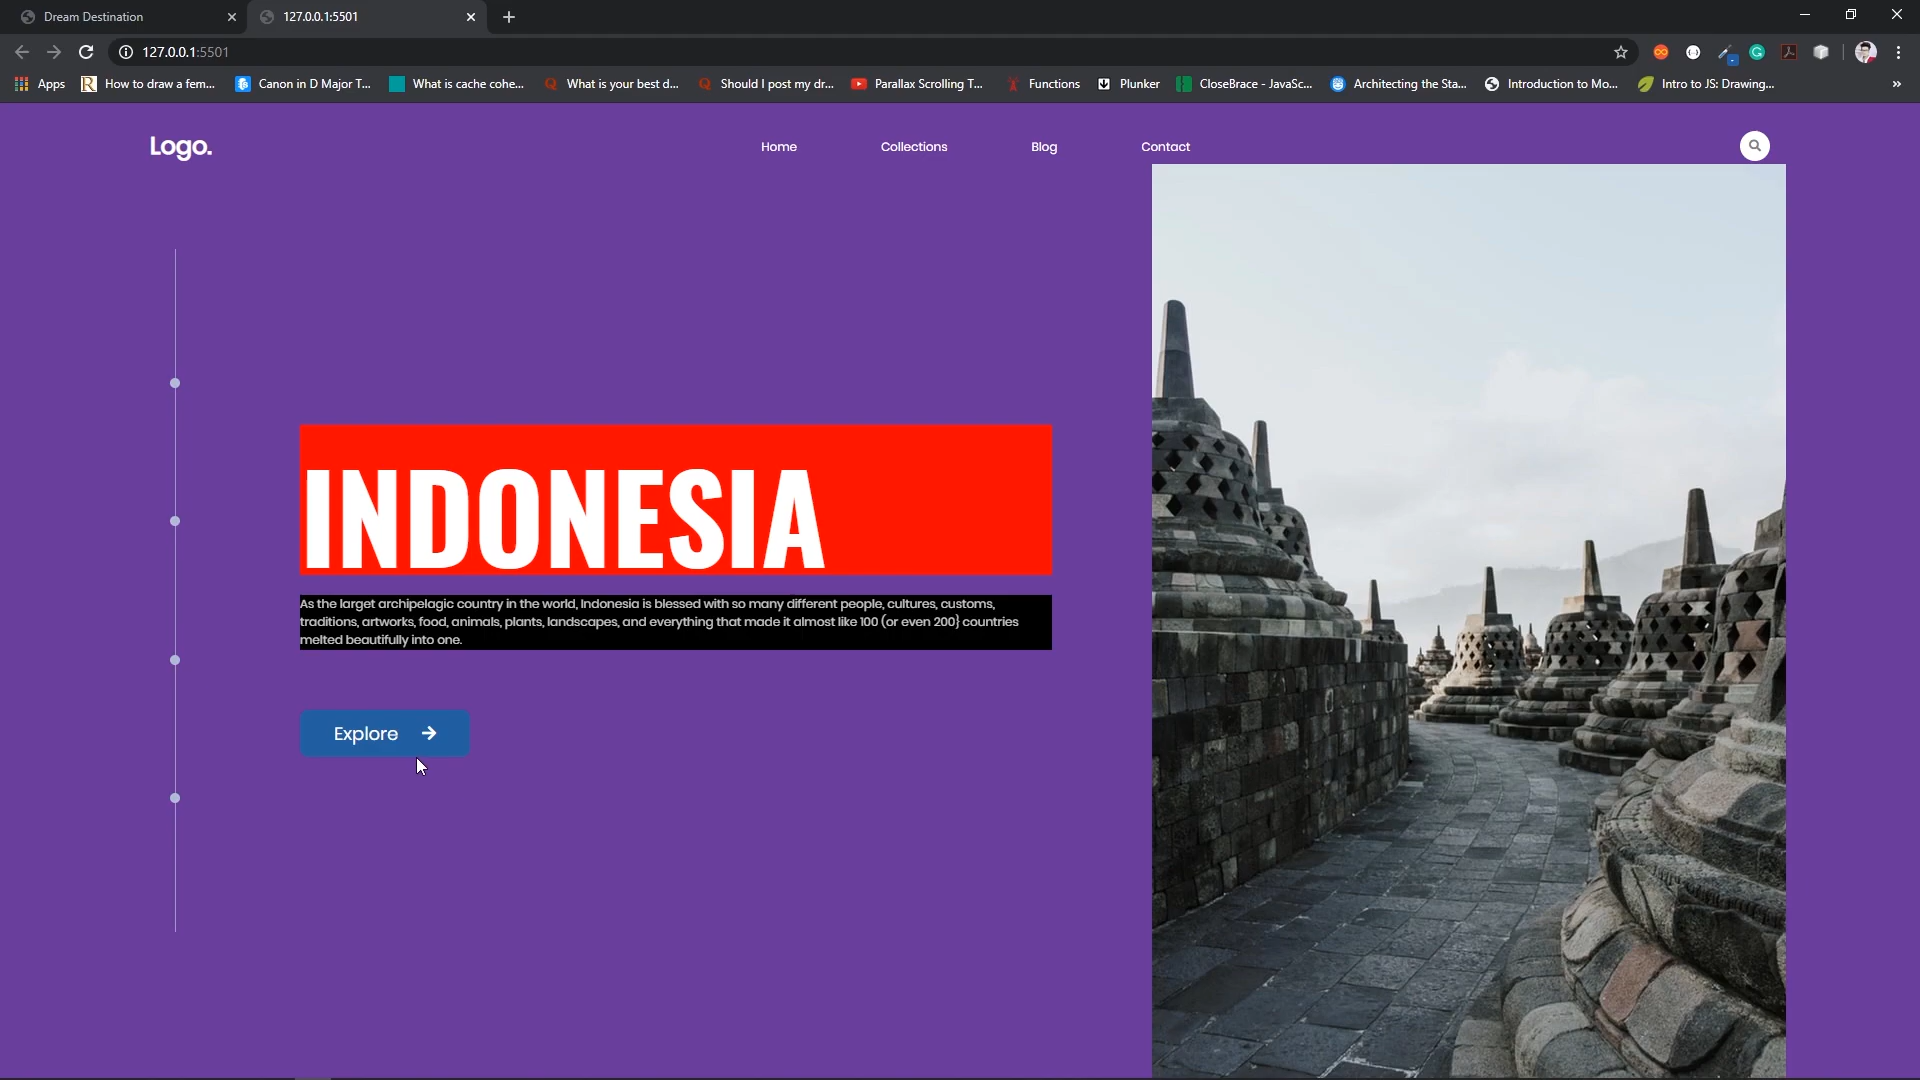 Dream Destination
127.0.0.1:5501
127.0.0.1:5501
Apps
How to draw a fem...
Canon in D Major T...
What is cache cohe...
What is your best d...
Should I post my dr...
Parallax Scrolling T...
Functions
Plunker
CloseBrace - JavaSc...
Architecting the Sta...
Introduction to Mo...
Intro to JS: Drawing...
Logo.
Home
Collections
Blog
Contact
INDONESIA
As the larget archipelagic country in the world, Indonesia is blessed with so many different people, cultures, customs,
traditions, artworks, food, animals, plants, landscapes, and everything that made it almost like 100 (or even 200} countries
melted beautifully into one.
Explore